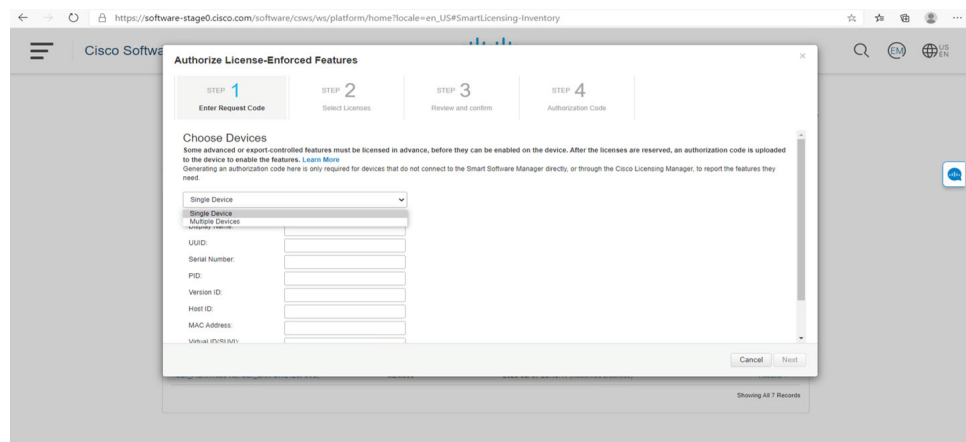 https://software-stage0.cisco.com/software/csws/ws/platform/home?locale=en_US#SmartLicensing-Inventory
Cisco Softwa
EM
US
EN
Authorize License-Enforced Features
STEP 1
Enter Request Code
STEP 2
Select Licenses
STEP 3
Review and confirm
STEP 4
Authorization Code
Choose Devices
Some advanced or export-controlled features must be licensed in advance, before they can be enabled on the device. After the licenses are reserved, an authorization code is uploaded
to the device to enable the features. Learn More
Generating an authorization code here is only required for devices that do not connect to the Smart Software Manager directly, or through the Cisco Licensing Manager, to report the features they
need.
Single Device
Single Device
Multiple Devices
Display Name:
UUID:
Serial Number:
PID:
Version ID:
Host ID:
MAC Address:
Virtual ID(SUVI):
Cancel
Next
Showing All 7 Records